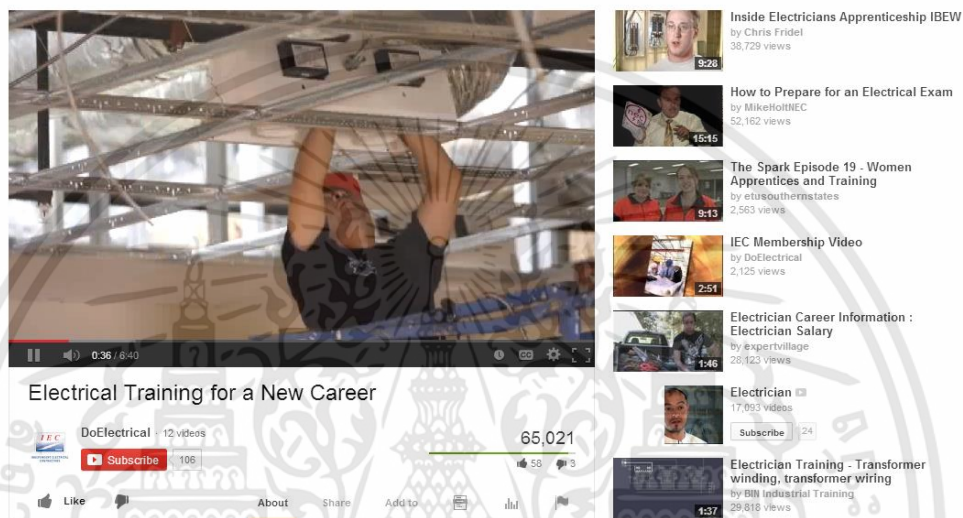 0:36 / 6:40
CC
Electrical Training for a New Career
IEC
DoElectrical · 12 videos
Subscribe 106
65,021
58 3
Like About Share Add to
9:28
Inside Electricians Apprenticeship IBEW
by Chris Fridel
38,729 views
15:15
How to Prepare for an Electrical Exam
by MikeHoltNEC
52,162 views
9:13
The Spark Episode 19 - Women
Apprentices and Training
by etusouthernstates
2,563 views
2:51
IEC Membership Video
by DoElectrical
2,125 views
1:46
Electrician Career Information :
Electrician Salary
by expertvillage
28,123 views
Electrician
17,093 videos
Subscribe 24
1:37
Electrician Training - Transformer
winding, transformer wiring
by BIN Industrial Training
29,818 views